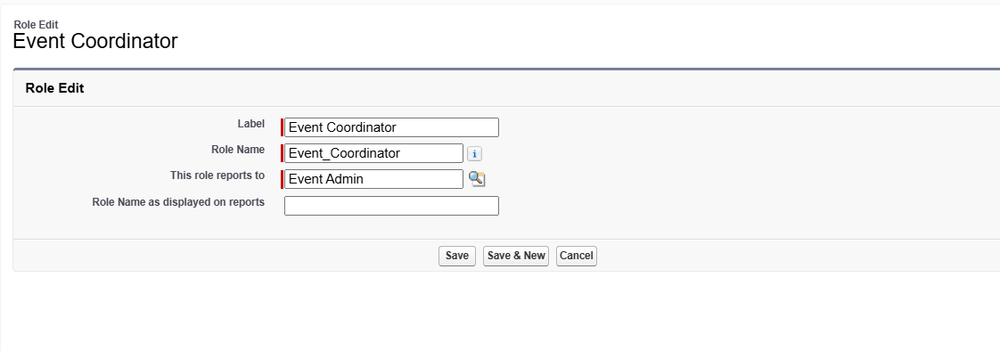 Role Edit
Event Coordinator
Role Edit
Label Event Coordinator
Role Name Event_Coordinator i
This role reports to Event Admin
Role Name as displayed on reports
Save Save & New Cancel